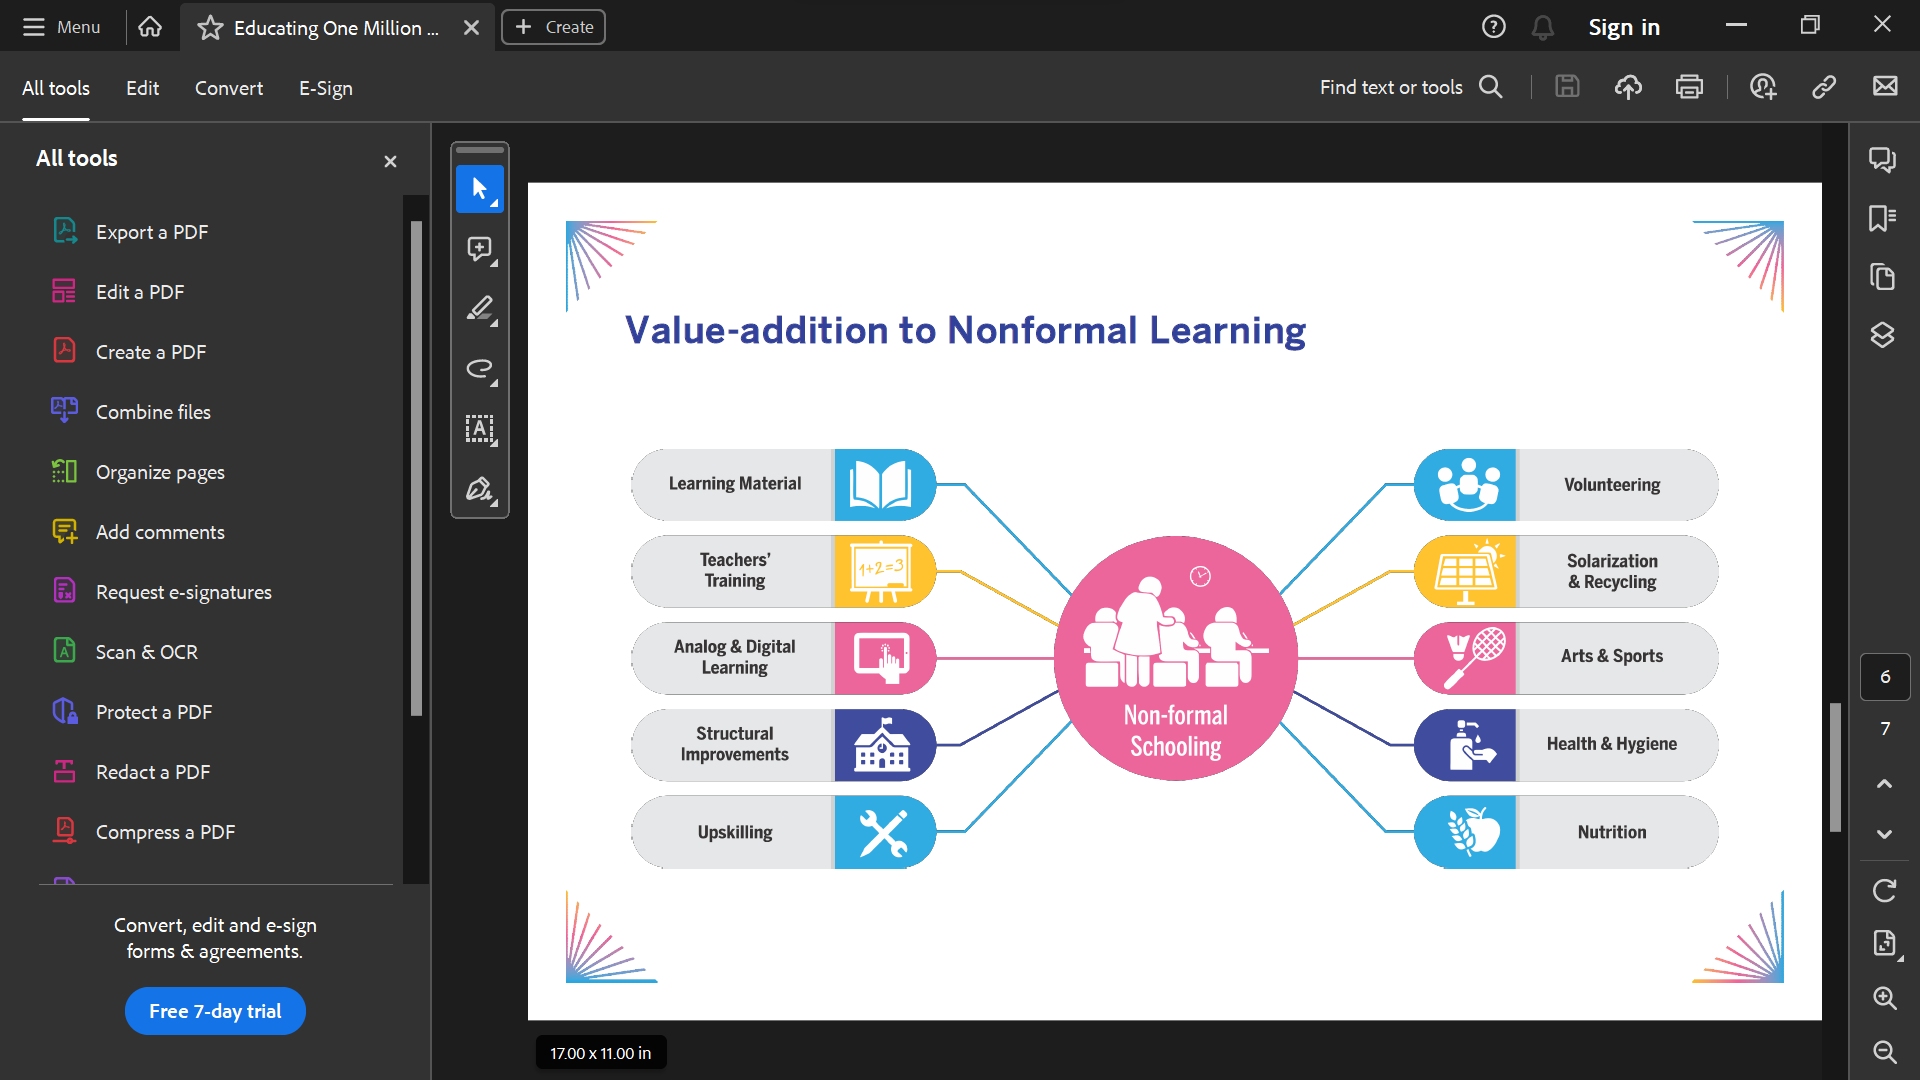 Menu
Educating One Million ...
Create
Sign in
All tools
Edit
Convert
E-Sign
Find text or tools
All tools
Export a PDF
Edit a PDF
Create a PDF
Combine files
Organize pages
Add comments
Request e-signatures
Scan & OCR
Protect a PDF
Redact a PDF
Compress a PDF
Convert, edit and e-sign
forms & agreements.
Free 7-day trial
Value-addition to Nonformal Learning
Learning Material
Teachers'
Training
1+2=3
Analog & Digital
Learning
Structural
Improvements
Upskilling
Non-formal
Schooling
Volunteering
Solarization
& Recycling
Arts & Sports
Health & Hygiene
Nutrition
17.00 x 11.00 in
6
7